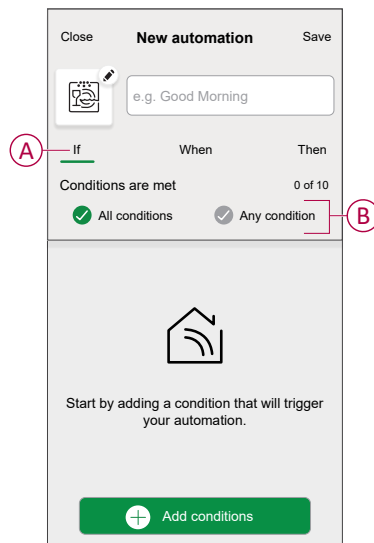 Close New automation Save
e.g. Good Morning
A If When Then
Conditions are met 0 of 10
All conditions Any condition B
Start by adding a condition that will trigger
your automation.
Add conditions